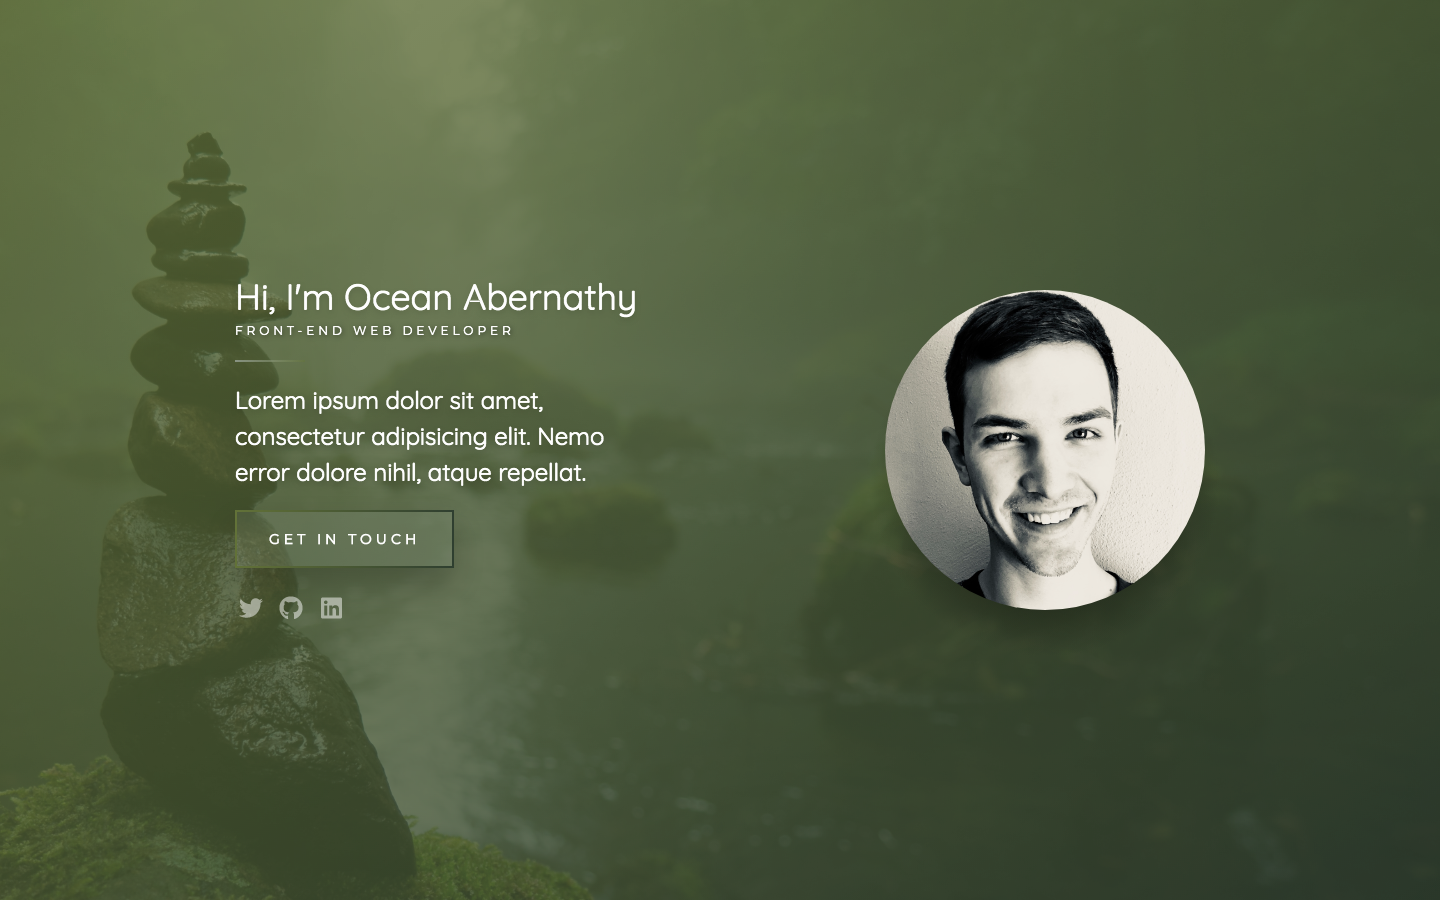 Hi, I'm Ocean Abernathy
FRONT-END WEB DEVELOPER
Lorem ipsum dolor sit amet,
consectetur adipisicing elit. Nemo
error dolore nihil, atque repellat.
GET IN TOUCH
in